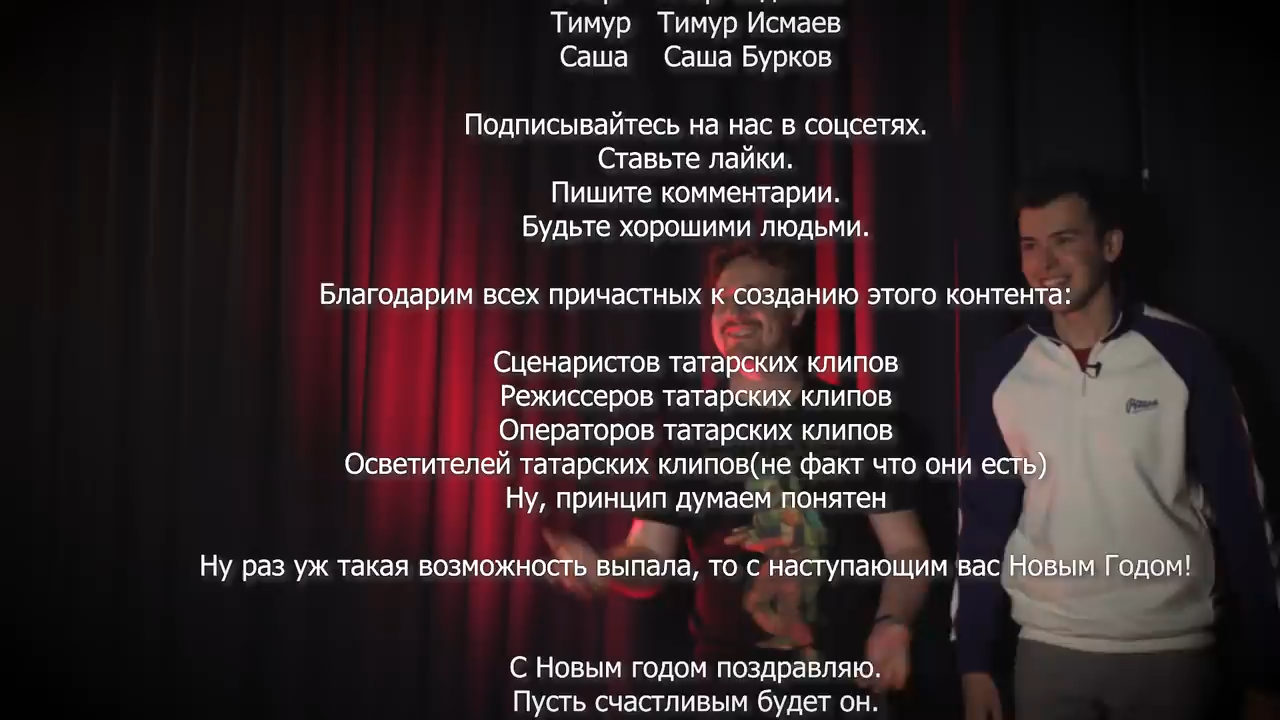 Тимур Тимур Исмаев
Саша Саша Бурков
Подписывайтесь на нас в соцсетях.
Ставьте лайки.
Пишите комментарии.
Будьте хорошими людьми.
Благодарим всех причастных к созданию этого контента:
Сценаристов татарских клипов
Режиссеров татарских клипов
Операторов татарских клипов
Осветителей татарских клипов(не факт что они есть)
Ну, принцип думаем понятен
Ну раз уж такая возможность выпала, то с наступающим вас Новым Годом!
С Новым годом поздравляю.
Пусть счастливым будет он.